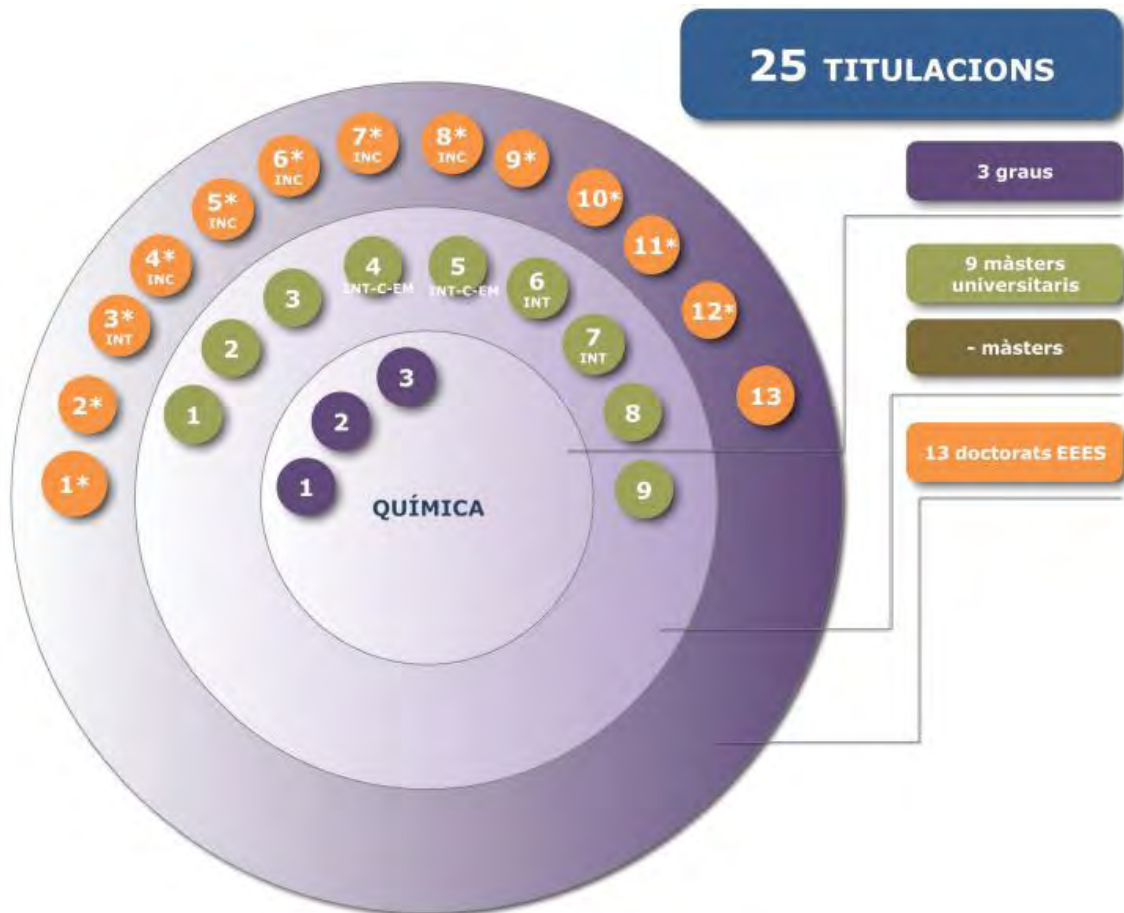 25 TITULACIONS
3 graus
9 màsters
universitaris
- màsters
13 doctorats EEES
1*
2*
3*
INT
4*
INC
5*
INC
6*
INC
7*
INC
8*
INC
9*
10*
11*
12*
13
1
2
3
4
INT-C-EM
5
INT-C-EM
6
INT
7
INT
8
9
1
2
3
QUÍMICA